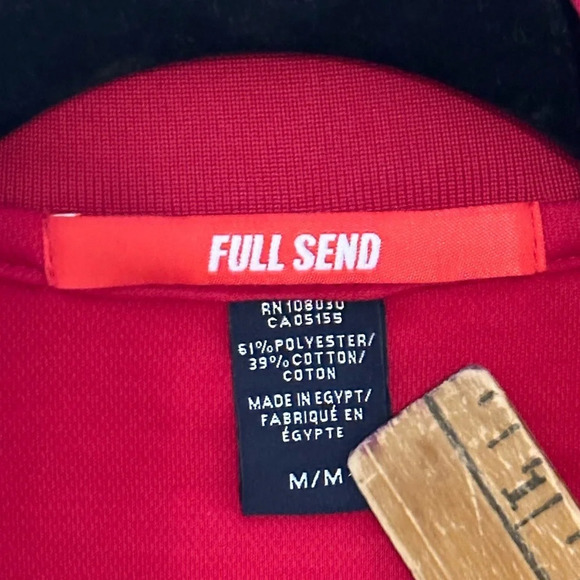 FULL SEND
RN108030
CA05155
61%POLYESTER/
39%COTTON/
COTON
MADE IN EGYPT/
FABRIQUÉ EN
ÉGYPTE
M/M